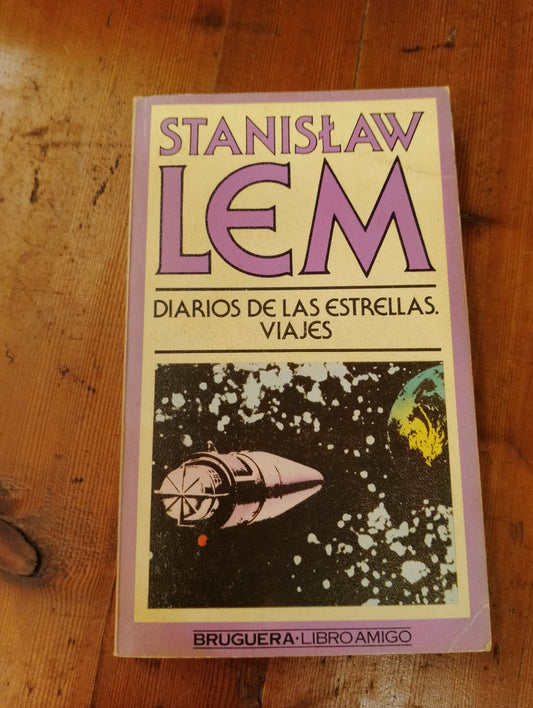 STANISŁAW
LEM
DIARIOS DE LAS ESTRELLAS.
VIAJES
BRUGUERA·LIBRO AMIGO